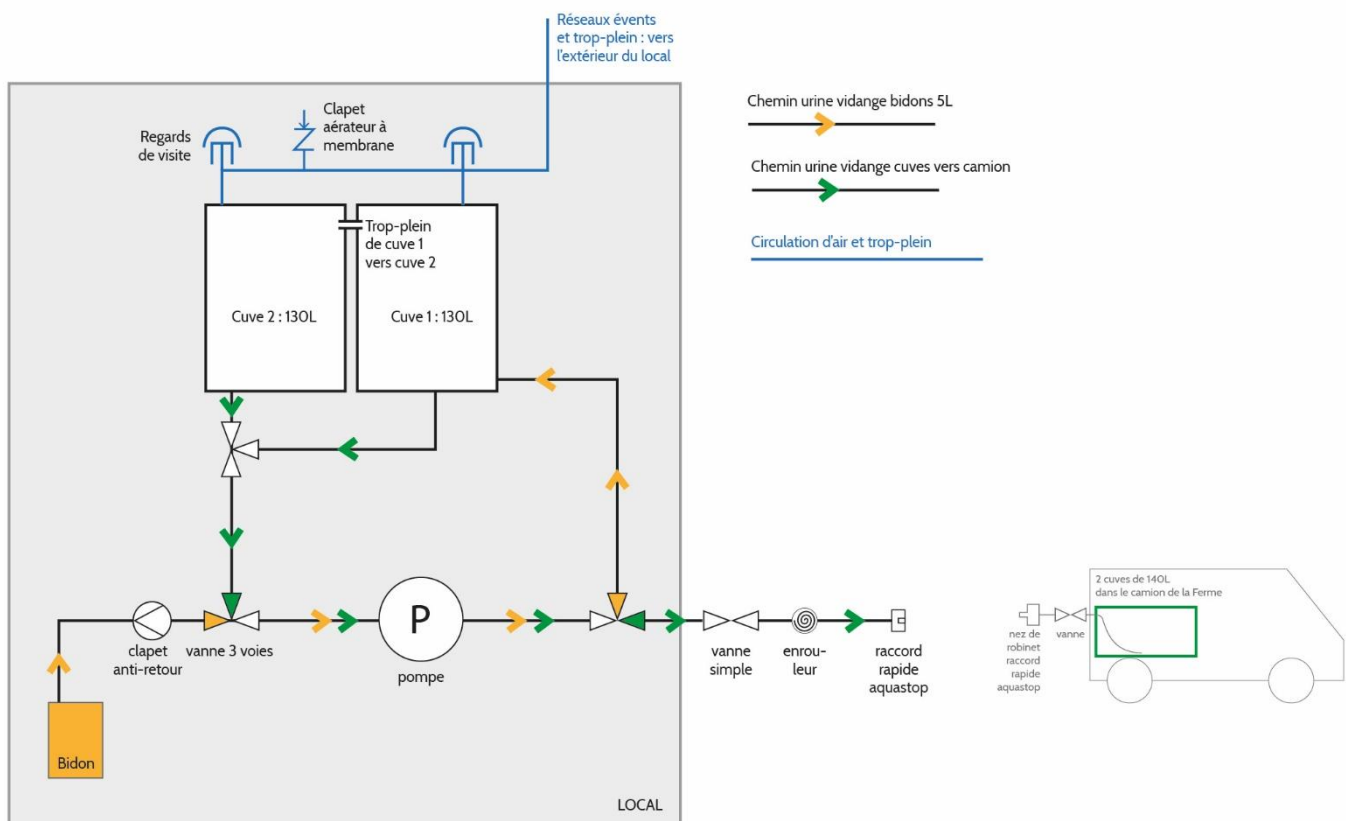 Réseaux évents
et trop-plein : vers
l'extérieur du local
Clapet
aérateur à
membrane
Regards
de visite
Trop-plein
de cuve 1
vers cuve 2
Cuve 2 : 130L
Cuve 1 : 130L
Chemin urine vidange bidons 5L
Chemin urine vidange cuves vers camion
Circulation d'air et trop-plein
P
clapet
anti-retour
vanne 3 voies
pompe
vanne
simple
enrou-
leur
raccord
rapide
aquastop
Bidon
LOCAL
2 cuves de 140L
dans le camion de la Ferme
nez de
robinet
raccord
rapide
aquastop
vanne